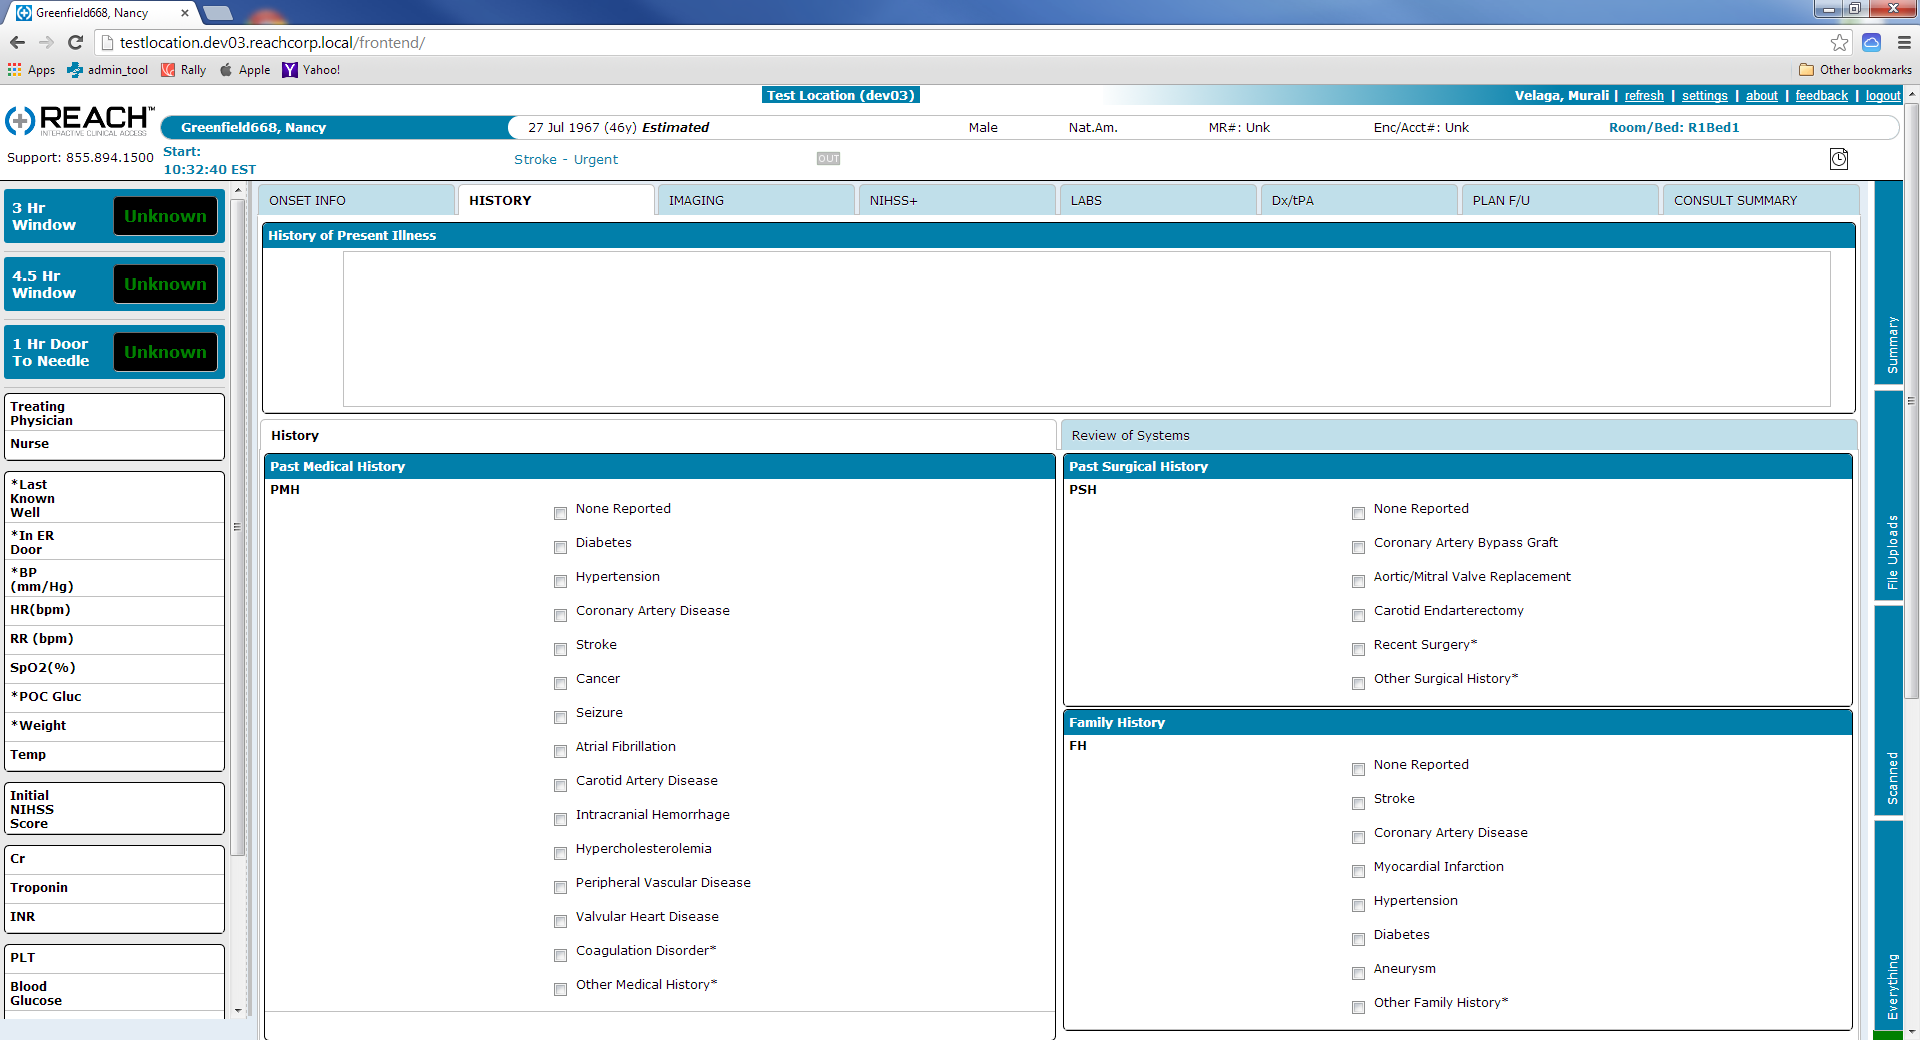 Greenfield668, Nancy
testlocation.dev03.reachcorp.local/frontend/
Apps admin_tool Rally Apple Yahoo! Other bookmarks
Test Location (dev03) Velaga, Murali | refresh | settings | about | feedback | logout
REACH™
INTERACTIVE CLINICAL ACCESS
Greenfield668, Nancy 27 Jul 1967 (46y) Estimated Male Nat.Am. MR#: Unk Enc/Acct#: Unk Room/Bed: R1Bed1
Support: 855.894.1500
Start:
10:32:40 EST
Stroke - Urgent OUT
3 Hr
Window
Unknown
4.5 Hr
Window
Unknown
1 Hr Door
To Needle
Unknown
Treating
Physician
Nurse
*Last
Known
Well
*In ER
Door
*BP
(mm/Hg)
HR(bpm)
RR (bpm)
SpO2(%)
*POC Gluc
*Weight
Temp
Initial
NIHSS
Score
Cr
Troponin
INR
PLT
Blood
Glucose
ONSET INFO HISTORY IMAGING NIHSS+ LABS Dx/tPA PLAN F/U CONSULT SUMMARY
History of Present Illness
History Review of Systems
Past Medical History
PMH
None Reported
Diabetes
Hypertension
Coronary Artery Disease
Stroke
Cancer
Seizure
Atrial Fibrillation
Carotid Artery Disease
Intracranial Hemorrhage
Hypercholesterolemia
Peripheral Vascular Disease
Valvular Heart Disease
Coagulation Disorder*
Other Medical History*
Past Surgical History
PSH
None Reported
Coronary Artery Bypass Graft
Aortic/Mitral Valve Replacement
Carotid Endarterectomy
Recent Surgery*
Other Surgical History*
Family History
FH
None Reported
Stroke
Coronary Artery Disease
Myocardial Infarction
Hypertension
Diabetes
Aneurysm
Other Family History*
Summary
File Uploads
Scanned
Everything